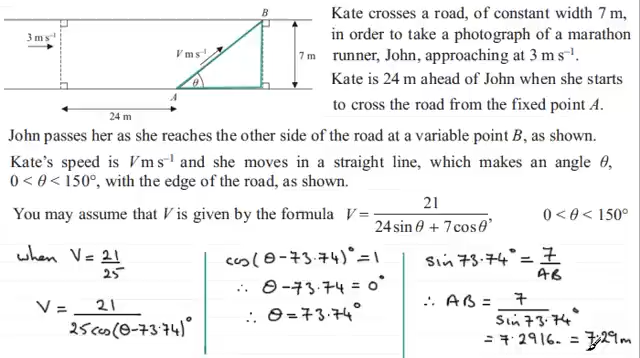 B
3 m s⁻¹
V m s⁻¹
7 m
θ
A
24 m
Kate crosses a road, of constant width 7 m,
in order to take a photograph of a marathon
runner, John, approaching at 3 m s⁻¹.
Kate is 24 m ahead of John when she starts
to cross the road from the fixed point A.
John passes her as she reaches the other side of the road at a variable point B, as shown.
Kate's speed is V m s⁻¹ and she moves in a straight line, which makes an angle θ,
0 < θ < 150°, with the edge of the road, as shown.
You may assume that V is given by the formula V = 21 / (24 sin θ + 7 cos θ), 0 < θ < 150°
when V = 21/25
V = 21 / 25cos(θ-73.74)°
cos(θ-73.74)° = 1
∴ θ-73.74 = 0°
∴ θ = 73.74°
sin 73.74° = 7/AB
∴ AB = 7 / sin 73.74°
= 7.2916.. = 7.29m